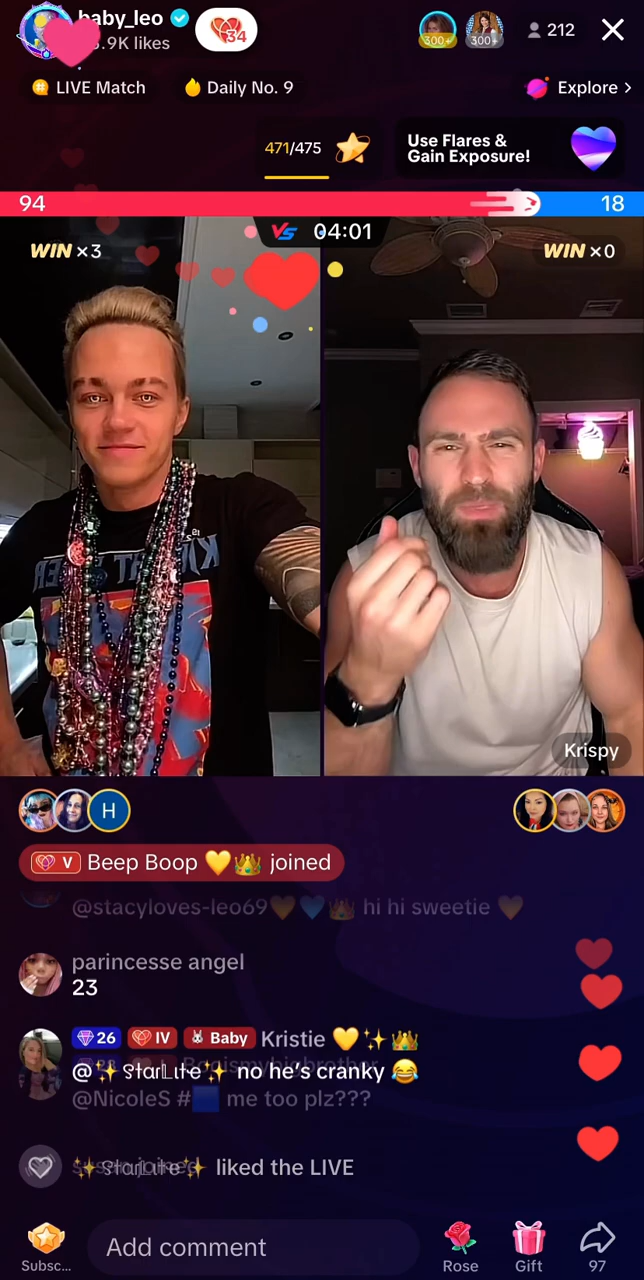 baby_leo
.9K likes
34
300+
300+
212
LIVE Match
Daily No. 9
Explore >
471/475
Use Flares &
Gain Exposure!
94
18
VS 04:01
WIN ×3
WIN ×0
Krispy
H
V Beep Boop 💛👑 joined
@stacyloves-leo69🧡💙👑 hi hi sweetie 🧡
parincesse angel
23
26 IV Baby Kristie 💛✨👑
@✨ՏꞎɑɾLιƚҽ✨ no he's cranky 😂
@NicoleS #🟦 me too plz???
✨ՏꞎɑɾLιƚҽ✨ liked the LIVE
Subsc...
Add comment
Rose
Gift
97